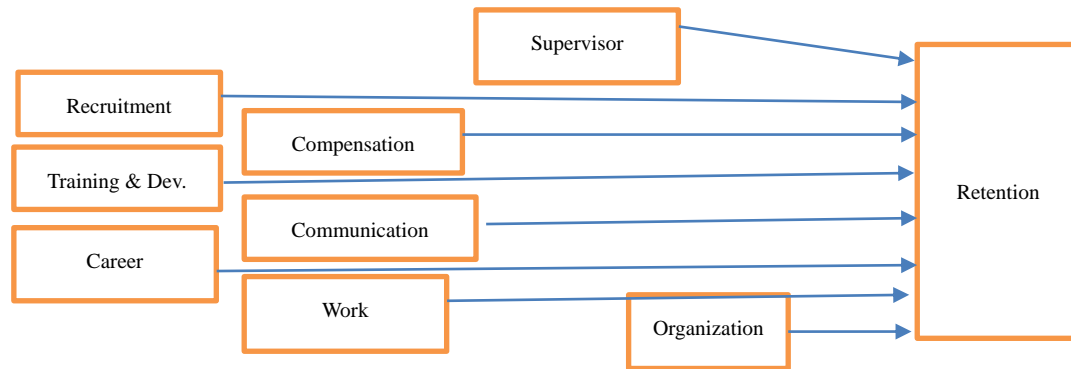 Supervisor
Recruitment
Compensation
Training & Dev.
Retention
Communication
Career
Work
Organization